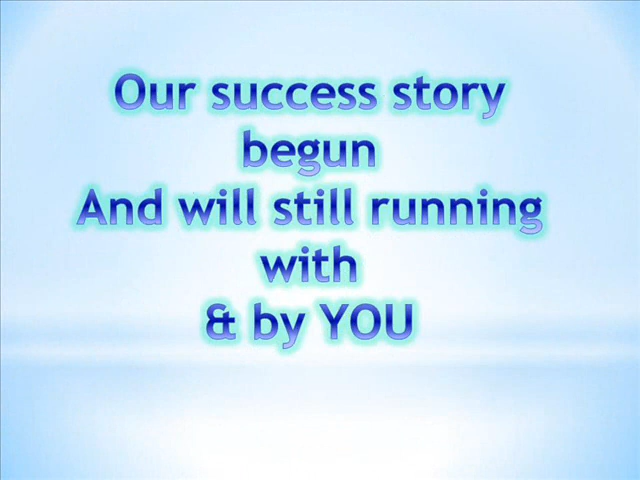 Our success story
begun
And will still running
with
& by YOU